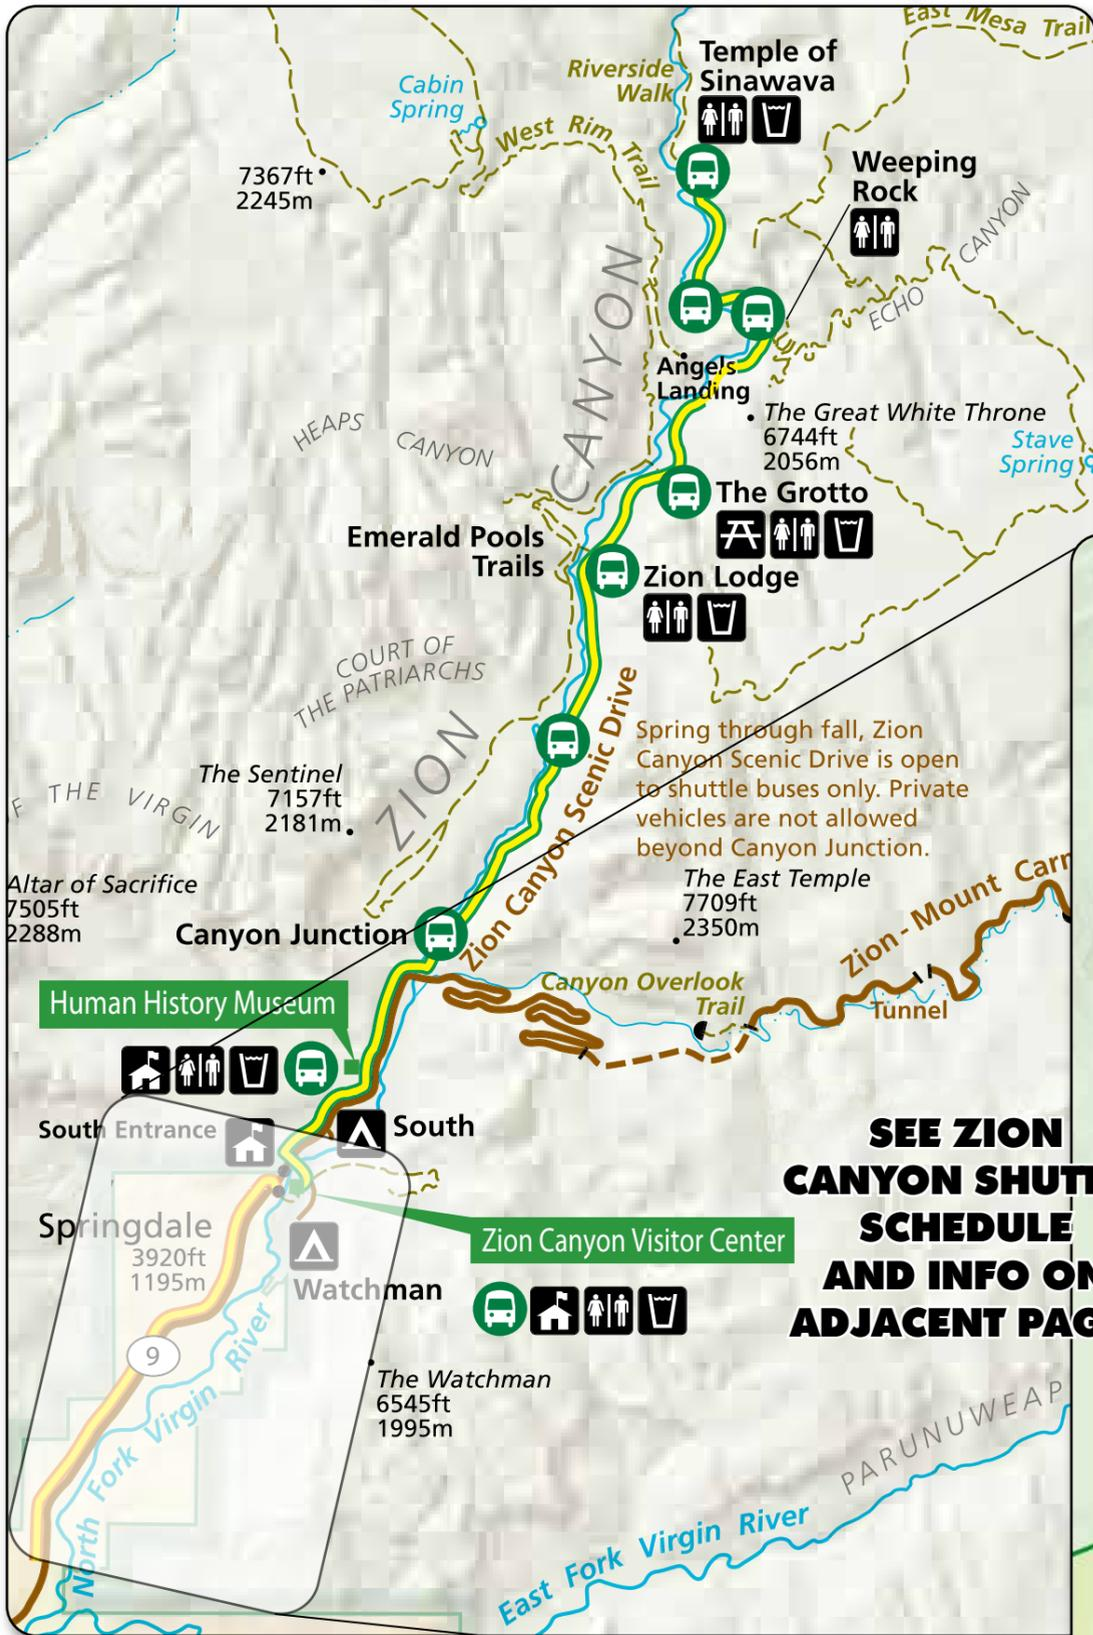 East Mesa Trail
Temple of
Sinawava
Riverside
Walk
Cabin
Spring
West Rim Trail
Weeping
Rock
7367ft
2245m
CANYON
ECHO
CANYON
Angels
Landing
The Great White Throne
6744ft
2056m
Stave
Spring
HEAPS CANYON
The Grotto
Emerald Pools
Trails
Zion Lodge
COURT OF
THE PATRIARCHS
Zion Canyon Scenic Drive
Spring through fall, Zion
Canyon Scenic Drive is open
to shuttle buses only. Private
vehicles are not allowed
beyond Canyon Junction.
ZION
The Sentinel
7157ft
2181m
F THE VIRGIN
Altar of Sacrifice
7505ft
2288m
The East Temple
7709ft
2350m
Canyon Junction
Zion - Mount Carm
Canyon Overlook
Trail
Tunnel
Human History Museum
South Entrance
South
SEE ZION
CANYON SHUTT
SCHEDULE
AND INFO ON
ADJACENT PAG
Springdale
3920ft
1195m
Zion Canyon Visitor Center
Watchman
9
The Watchman
6545ft
1995m
North Fork Virgin River
PARUNUWEAP
East Fork Virgin River